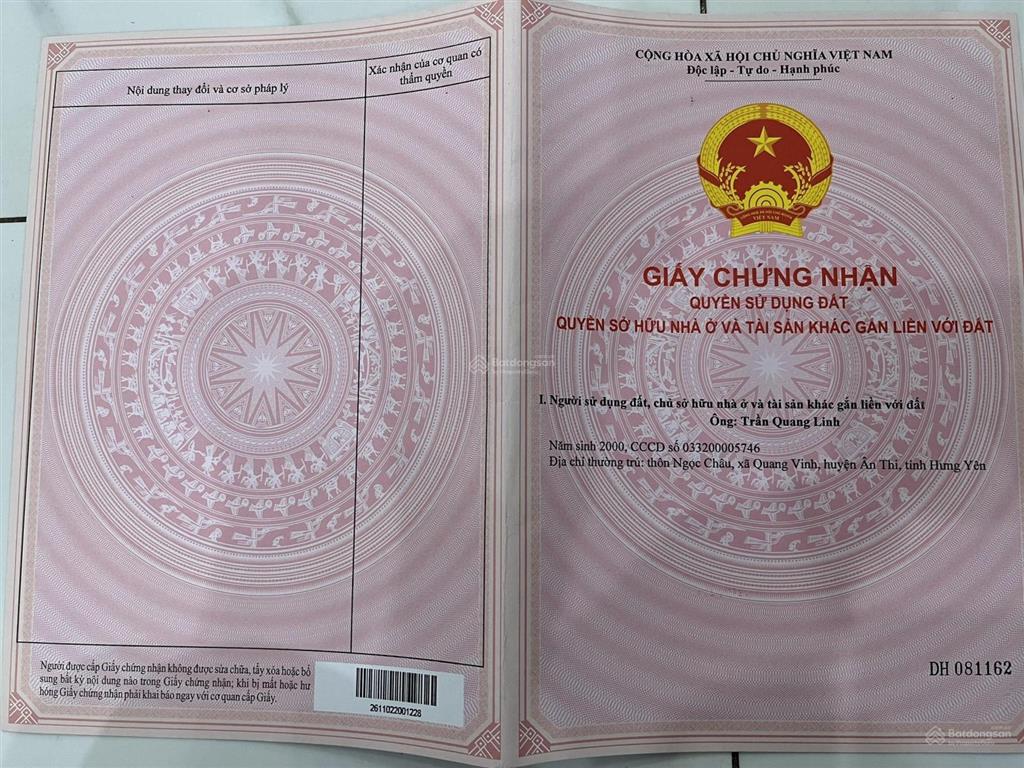 Nội dung thay đổi và cơ sở pháp lý
Xác nhận của cơ quan có
thẩm quyền
Người được cấp Giấy chứng nhận không được sửa chữa, tẩy xóa hoặc bổ
sung bất kỳ nội dung nào trong Giấy chứng nhận; khi bị mất hoặc hư
hỏng Giấy chứng nhận phải khai báo ngay với cơ quan cấp Giấy.
2611022001228
CỘNG HÒA XÃ HỘI CHỦ NGHĨA VIỆT NAM
Độc lập - Tự do - Hạnh phúc
VIỆT NAM
GIẤY CHỨNG NHẬN
QUYỀN SỬ DỤNG ĐẤT
QUYỀN SỞ HỮU NHÀ Ở VÀ TÀI SẢN KHÁC GẮN LIỀN VỚI ĐẤT
I. Người sử dụng đất, chủ sở hữu nhà ở và tài sản khác gắn liền với đất
Ông: Trần Quang Linh
Năm sinh 2000, CCCD số 033200005746
Địa chỉ thường trú: thôn Ngọc Châu, xã Quang Vinh, huyện Ân Thi, tỉnh Hưng Yên
DH 081162
Batdongsan
Batdongsan
by PropertyGuru